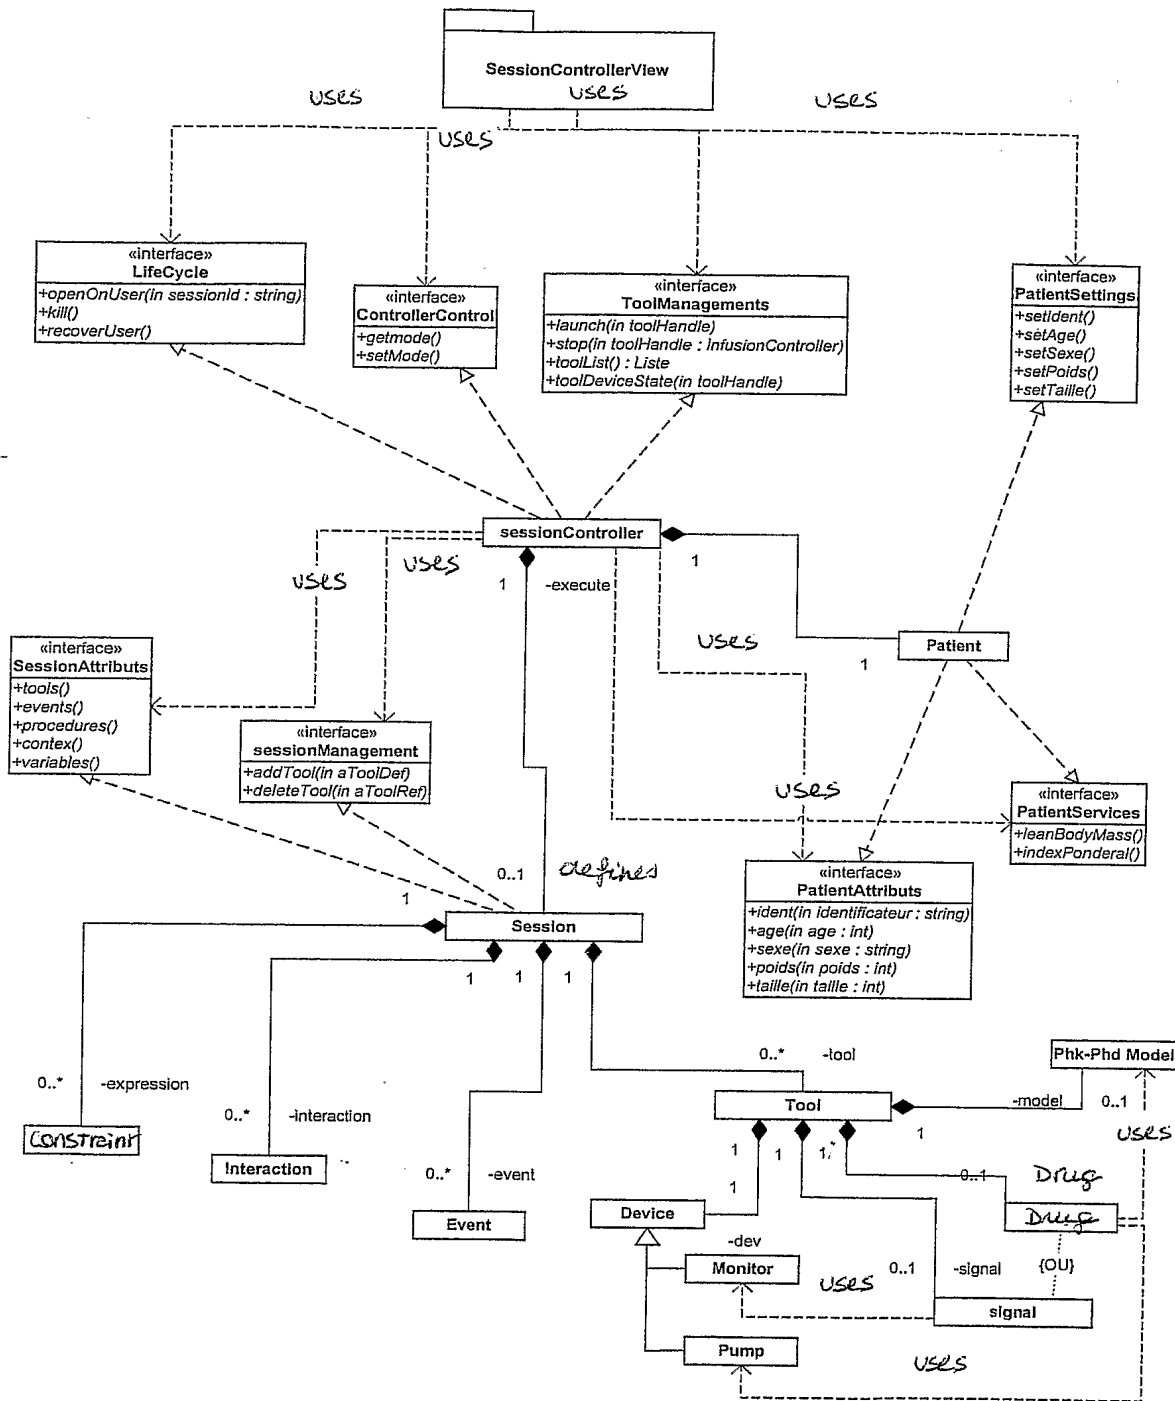 SessionControllerView
uses
uses
uses
uses
«interface»
LifeCycle
+openOnUser(in sessionId : string)
+kill()
+recoverUser()
«interface»
ControllerControl
+getmode()
+setMode()
«interface»
ToolManagements
+launch(in toolHandle)
+stop(in toolHandle : InfusionController)
+toolList() : Liste
+toolDeviceState(in toolHandle)
«interface»
PatientSettings
+setIdent()
+setAge()
+setSexe()
+setPoids()
+setTaille()
sessionController
1
uses
uses
1
-execute
uses
Patient
1
«interface»
SessionAttributs
+tools()
+events()
+procedures()
+contex()
+variables()
«interface»
sessionManagement
+addTool(in aToolDef)
+deleteTool(in aToolRef)
uses
«interface»
PatientServices
+leanBodyMass()
+indexPonderal()
«interface»
PatientAttributs
+ident(in identificateur : string)
+age(in age : int)
+sexe(in sexe : string)
+poids(in poids : int)
+taille(in taille : int)
0..1
defines
1
Session
1
1
1
0..*
-tool
Phk-Phd Model
0..*
-expression
Constraint
0..*
-interaction
Interaction
0..*
-event
Event
Tool
-model
0..1
1
uses
1
1
1,*
1
0..1
Drug
Drug
Device
-dev
Monitor
uses
0..1
-signal
{OU}
signal
Pump
uses